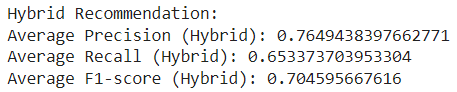 Hybrid Recommendation:
Average Precision (Hybrid): 0.7649438397662771
Average Recall (Hybrid): 0.653373703953304
Average F1-score (Hybrid): 0.704595667616